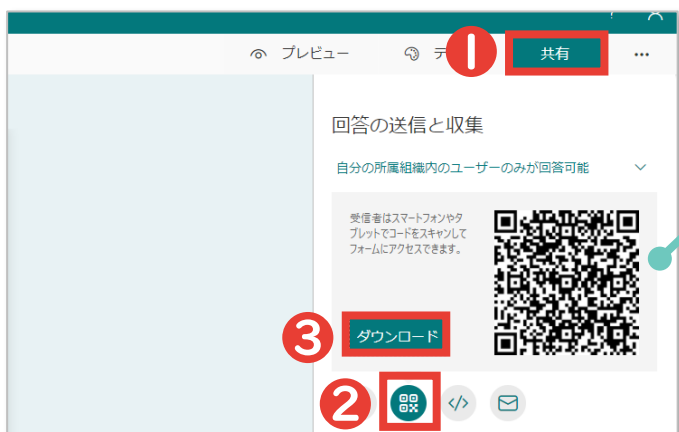 プレビュー
テ
1
共有
...
回答の送信と収集
自分の所属組織内のユーザーのみが回答可能
受信者はスマートフォンやタ
ブレットでコードをスキャンして
フォームにアクセスできます。
3
ダウンロード
2
</>